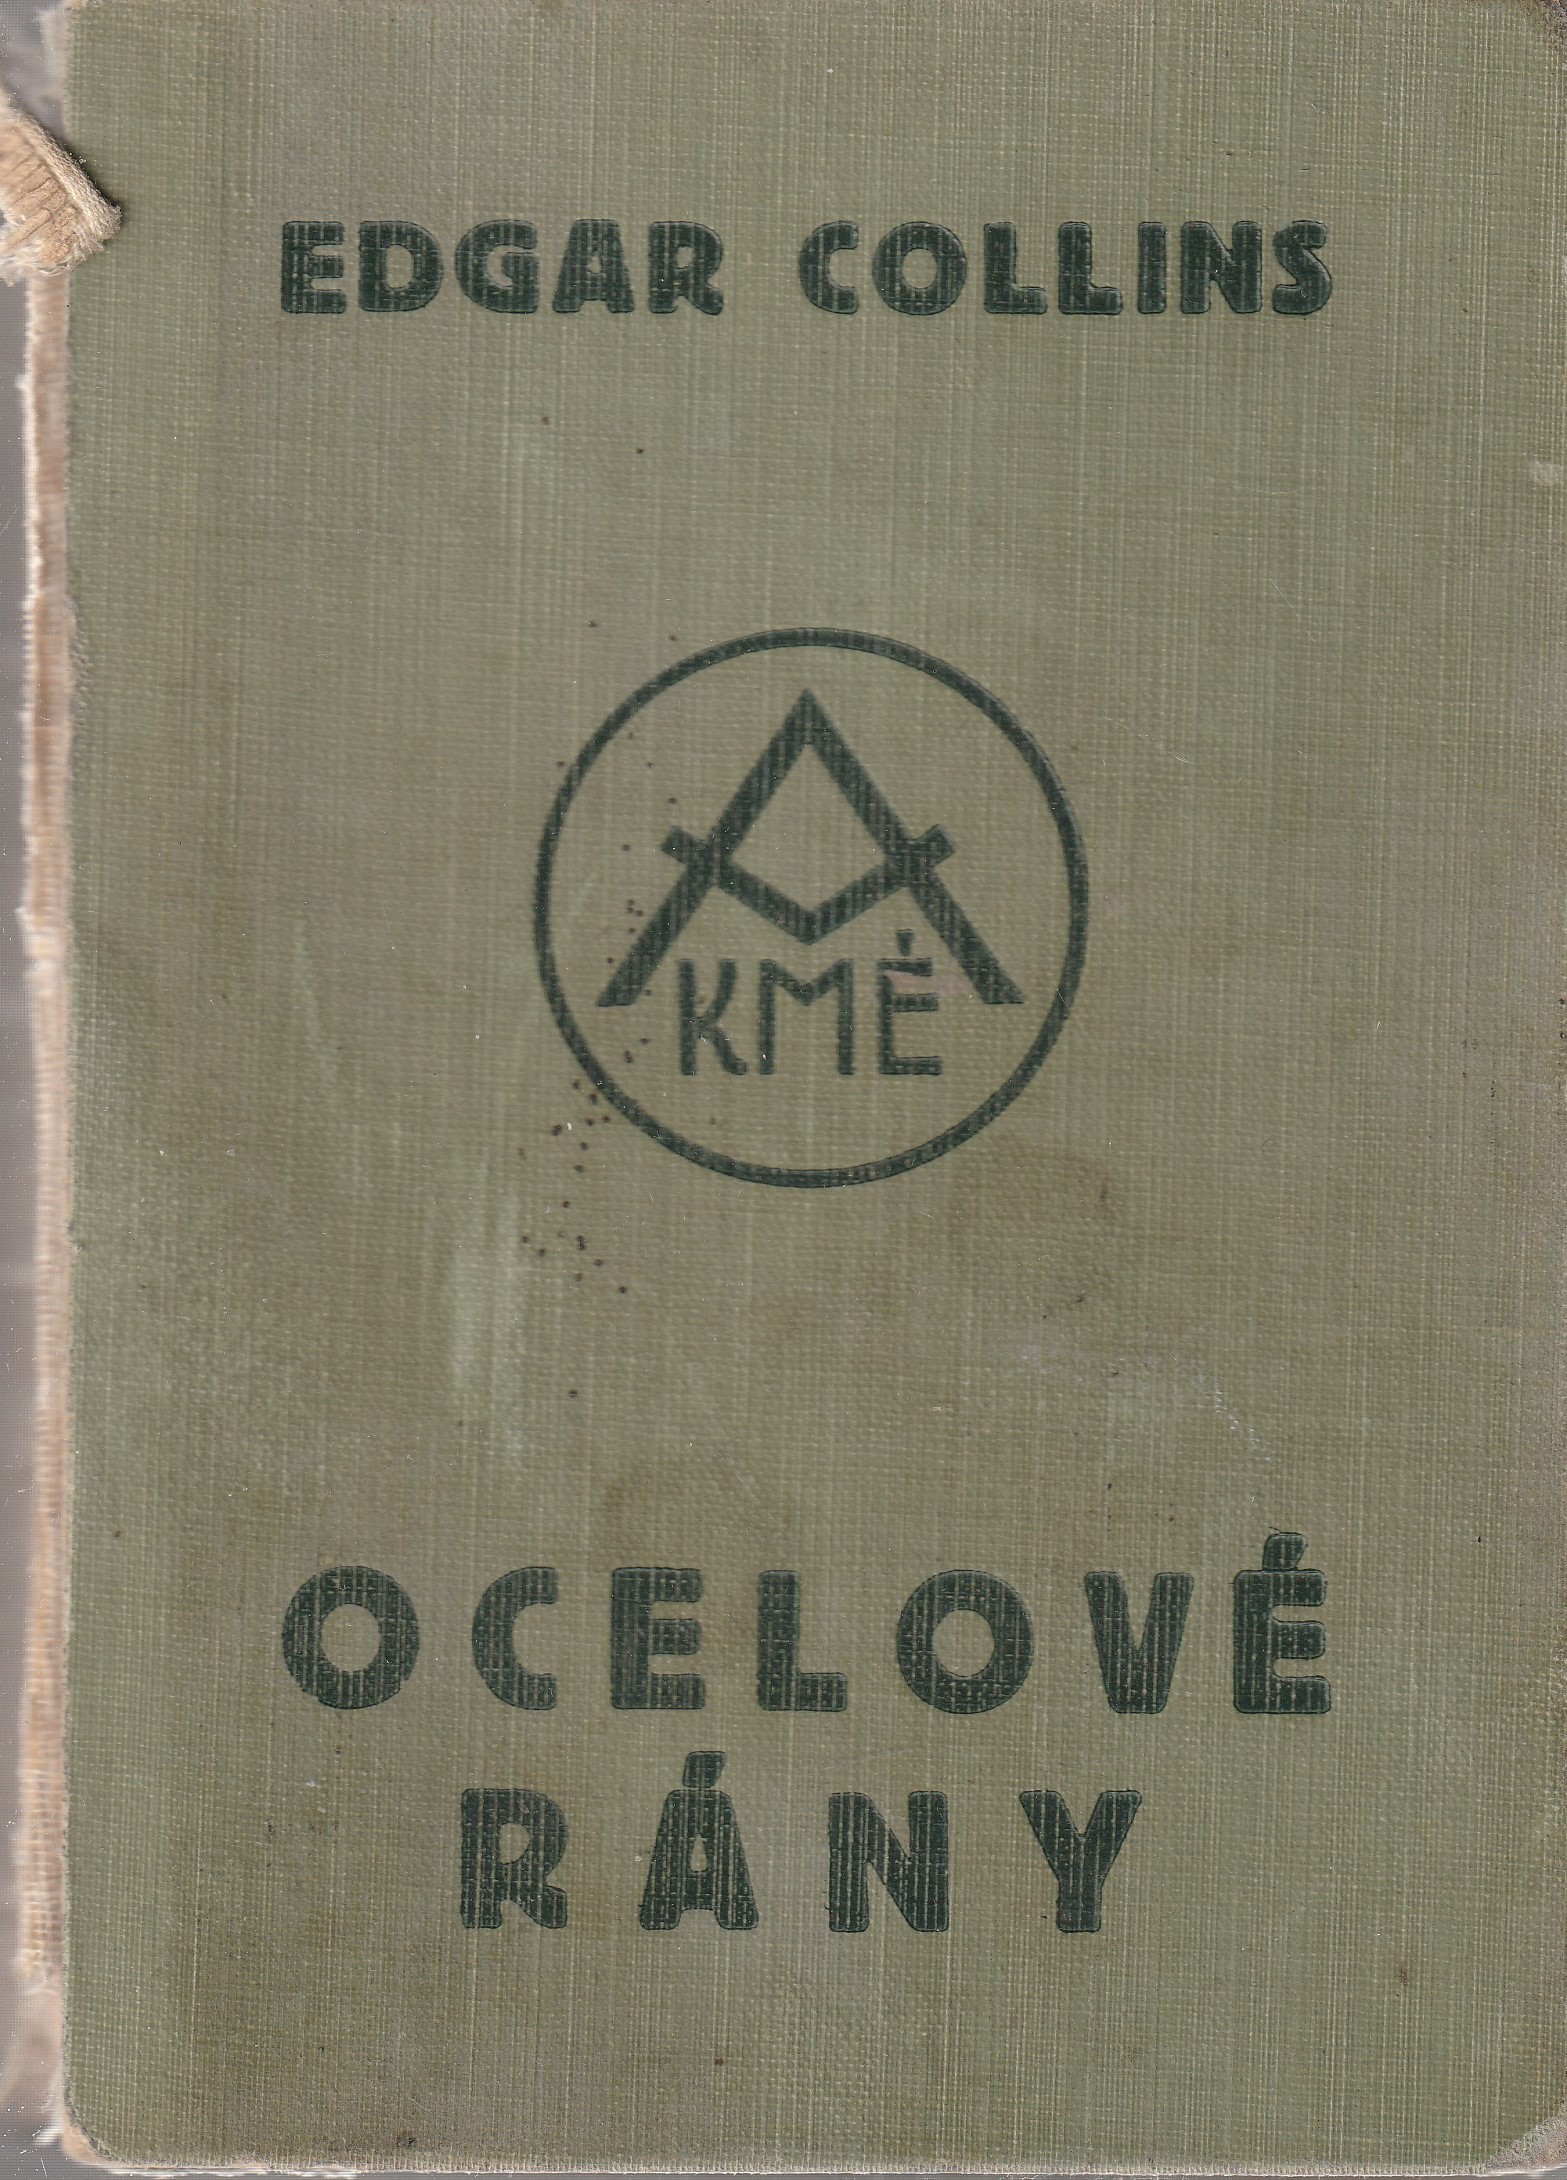 EDGAR COLLINS
AKMÉ
OCELOVÉ
RÁNY